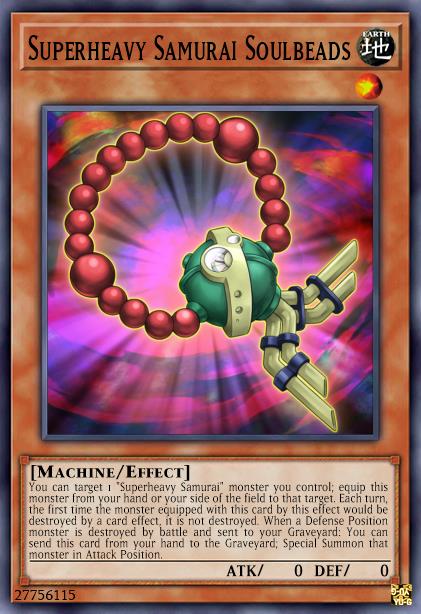 SUPERHEAVY SAMURAI SOULBEADS
EARTH
地
[MACHINE/EFFECT]
You can target 1 "Superheavy Samurai" monster you control; equip this
monster from your hand or your side of the field to that target. Each turn,
the first time the monster equipped with this card by this effect would be
destroyed by a card effect, it is not destroyed. When a Defense Position
monster is destroyed by battle and sent to your Graveyard: You can
send this card from your hand to the Graveyard; Special Summon that
monster in Attack Position.
ATK/ 0 DEF/ 0
27756115